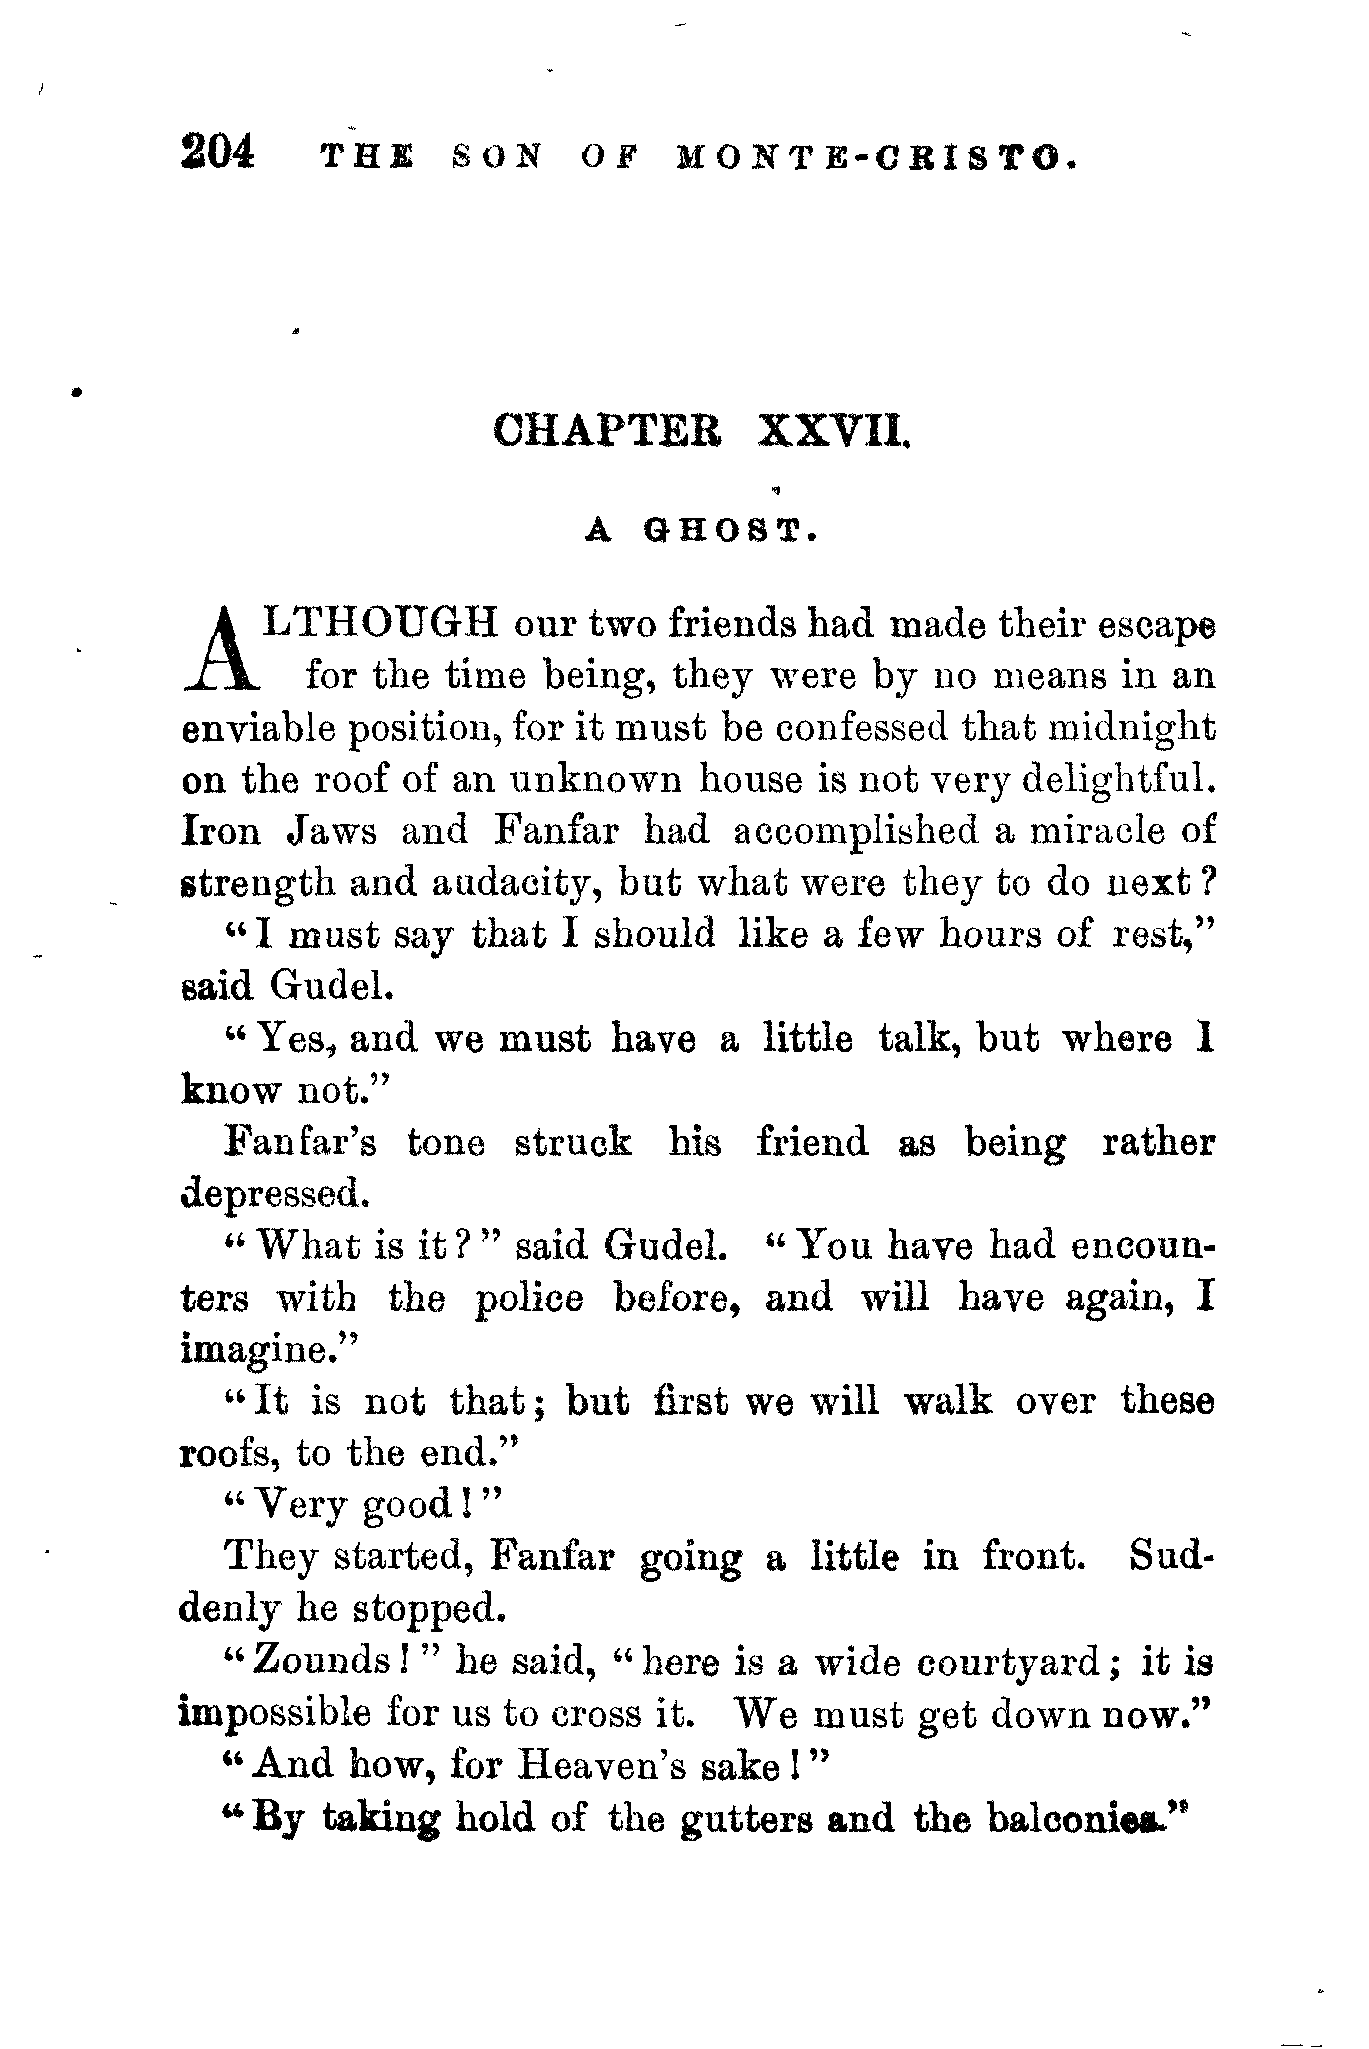 204 THE SON OF MONTE-CRISTO.
CHAPTER XXVII.
A GHOST.
ALTHOUGH our two friends had made their escape
for the time being, they were by no means in an
enviable position, for it must be confessed that midnight
on the roof of an unknown house is not very delightful.
Iron Jaws and Fanfar had accomplished a miracle of
strength and audacity, but what were they to do next?
“I must say that I should like a few hours of rest,”
said Gudel.
“Yes, and we must have a little talk, but where I
know not.”
Fanfar’s tone struck his friend as being rather
depressed.
“What is it?” said Gudel. “You have had encoun-
ters with the police before, and will have again, I
imagine.”
“It is not that; but first we will walk over these
roofs, to the end.”
“Very good!”
They started, Fanfar going a little in front. Sud-
denly he stopped.
“Zounds!” he said, “here is a wide courtyard; it is
impossible for us to cross it. We must get down now.”
“And how, for Heaven’s sake!”
“By taking hold of the gutters and the balconies.”